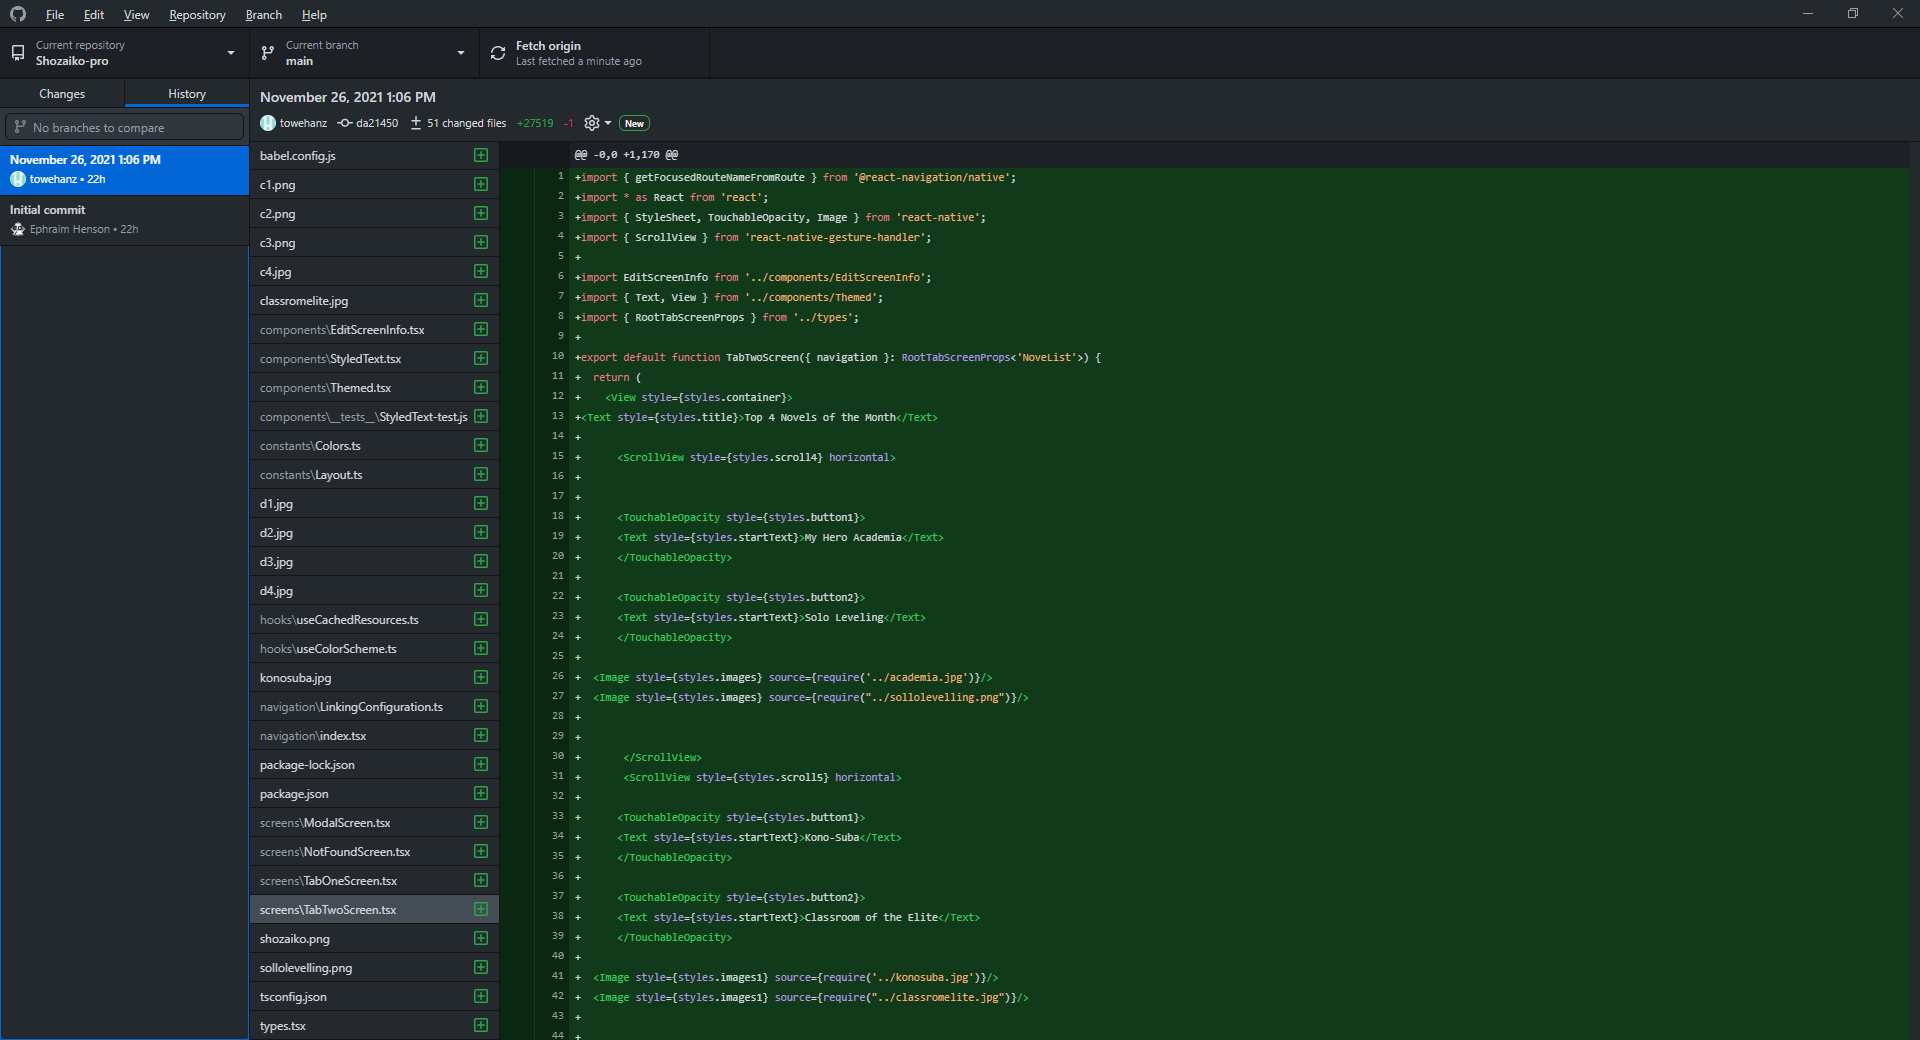 File Edit View Repository Branch Help
Current repository
Shozaiko-pro
Current branch
main
Fetch origin
Last fetched a minute ago
Changes History
No branches to compare
November 26, 2021 1:06 PM
towehanz • 22h
Initial commit
Ephraim Henson • 22h
November 26, 2021 1:06 PM
towehanz da21450 51 changed files +27519 -1 New
babel.config.js
c1.png
c2.png
c3.png
c4.jpg
classromelite.jpg
components\EditScreenInfo.tsx
components\StyledText.tsx
components\Themed.tsx
components\__tests__\StyledText-test.js
constants\Colors.ts
constants\Layout.ts
d1.jpg
d2.jpg
d3.jpg
d4.jpg
hooks\useCachedResources.ts
hooks\useColorScheme.ts
konosuba.jpg
navigation\LinkingConfiguration.ts
navigation\index.tsx
package-lock.json
package.json
screens\ModalScreen.tsx
screens\NotFoundScreen.tsx
screens\TabOneScreen.tsx
screens\TabTwoScreen.tsx
shozaiko.png
sollolevelling.png
tsconfig.json
types.tsx
@@ -0,0 +1,170 @@
1 +import { getFocusedRouteNameFromRoute } from '@react-navigation/native';
2 +import * as React from 'react';
3 +import { StyleSheet, TouchableOpacity, Image } from 'react-native';
4 +import { ScrollView } from 'react-native-gesture-handler';
5 +
6 +import EditScreenInfo from '../components/EditScreenInfo';
7 +import { Text, View } from '../components/Themed';
8 +import { RootTabScreenProps } from '../types';
9 +
10 +export default function TabTwoScreen({ navigation }: RootTabScreenProps<'NoveList'>) {
11 + return (
12 + <View style={styles.container}>
13 +<Text style={styles.title}>Top 4 Novels of the Month</Text>
14 +
15 + <ScrollView style={styles.scroll4} horizontal>
16 +
17 +
18 + <TouchableOpacity style={styles.button1}>
19 + <Text style={styles.startText}>My Hero Academia</Text>
20 + </TouchableOpacity>
21 +
22 + <TouchableOpacity style={styles.button2}>
23 + <Text style={styles.startText}>Solo Leveling</Text>
24 + </TouchableOpacity>
25 +
26 + <Image style={styles.images} source={require('../academia.jpg')}/>
27 + <Image style={styles.images} source={require("../sollolevelling.png")}/>
28 +
29 +
30 + </ScrollView>
31 + <ScrollView style={styles.scroll5} horizontal>
32 +
33 + <TouchableOpacity style={styles.button1}>
34 + <Text style={styles.startText}>Kono-Suba</Text>
35 + </TouchableOpacity>
36 +
37 + <TouchableOpacity style={styles.button2}>
38 + <Text style={styles.startText}>Classroom of the Elite</Text>
39 + </TouchableOpacity>
40 +
41 + <Image style={styles.images1} source={require('../konosuba.jpg')}/>
42 + <Image style={styles.images1} source={require("../classromelite.jpg")}/>
43 +
44 +